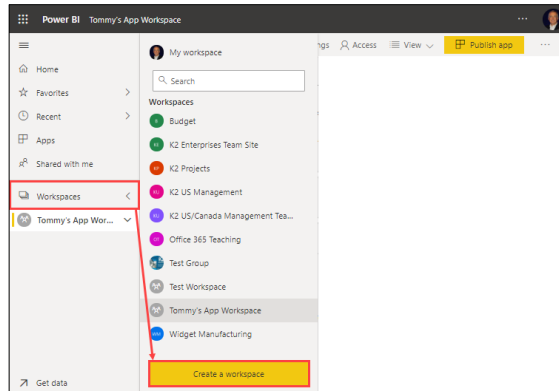 Power BI Tommy's App Workspace
Home
Favorites
Recent
Apps
Shared with me
Workspaces
Tommy's App Wor...
Get data
My workspace
Search
Workspaces
Budget
K2 Enterprises Team Site
K2 Projects
K2 US Management
K2 US/Canada Management Tea...
Office 365 Teaching
Test Group
Test Workspace
Tommy's App Workspace
Widget Manufacturing
Create a workspace
ngs Access View Publish app